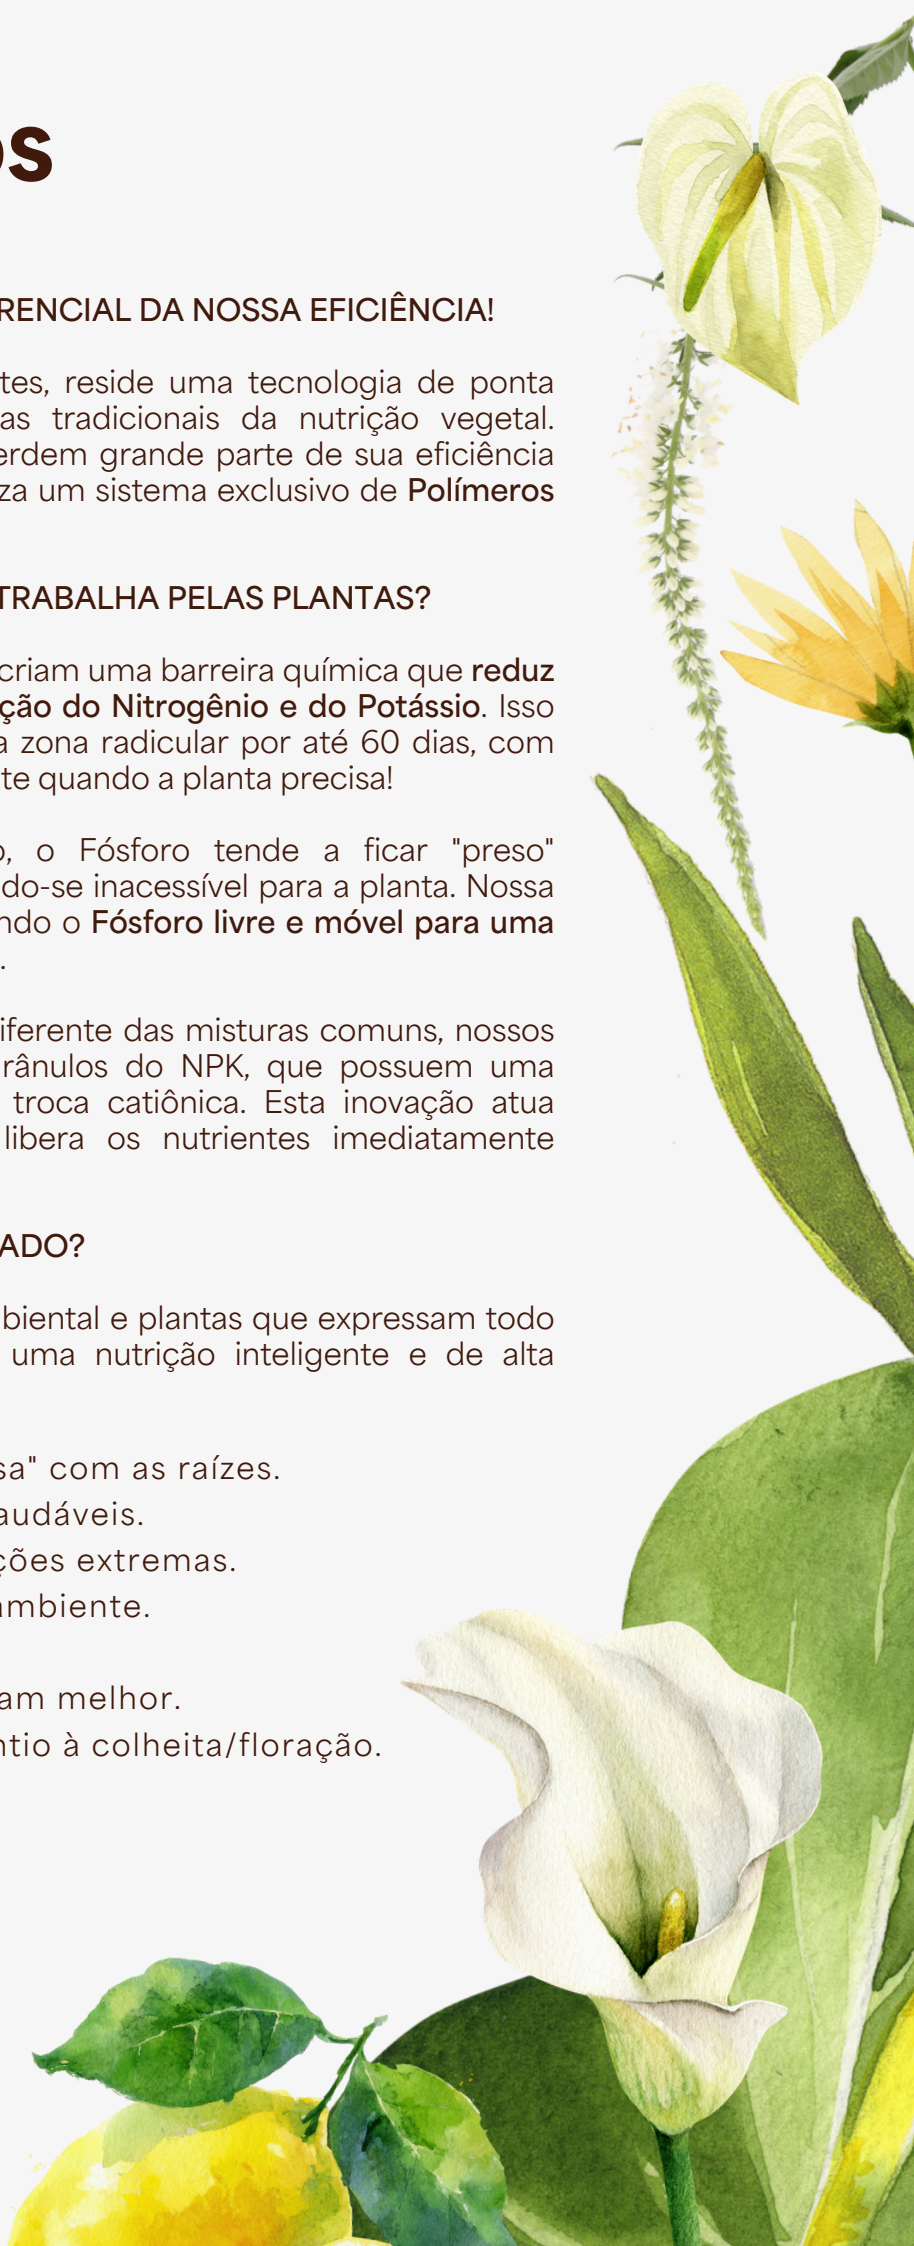 os
RENCIAL DA NOSSA EFICIÊNCIA!
tes, reside uma tecnologia de ponta
as tradicionais da nutrição vegetal.
erdem grande parte de sua eficiência
za um sistema exclusivo de Polímeros
TRABALHA PELAS PLANTAS?
criam uma barreira química que reduz
ção do Nitrogênio e do Potássio. Isso
a zona radicular por até 60 dias, com
te quando a planta precisa!
o, o Fósforo tende a ficar "preso"
do-se inacessível para a planta. Nossa
ndo o Fósforo livre e móvel para uma
.
iferente das misturas comuns, nossos
rânulos do NPK, que possuem uma
troca catiônica. Esta inovação atua
libera os nutrientes imediatamente
ADO?
biental e plantas que expressam todo
uma nutrição inteligente e de alta
sa" com as raízes.
audáveis.
ções extremas.
ambiente.
am melhor.
ntio à colheita/floração.